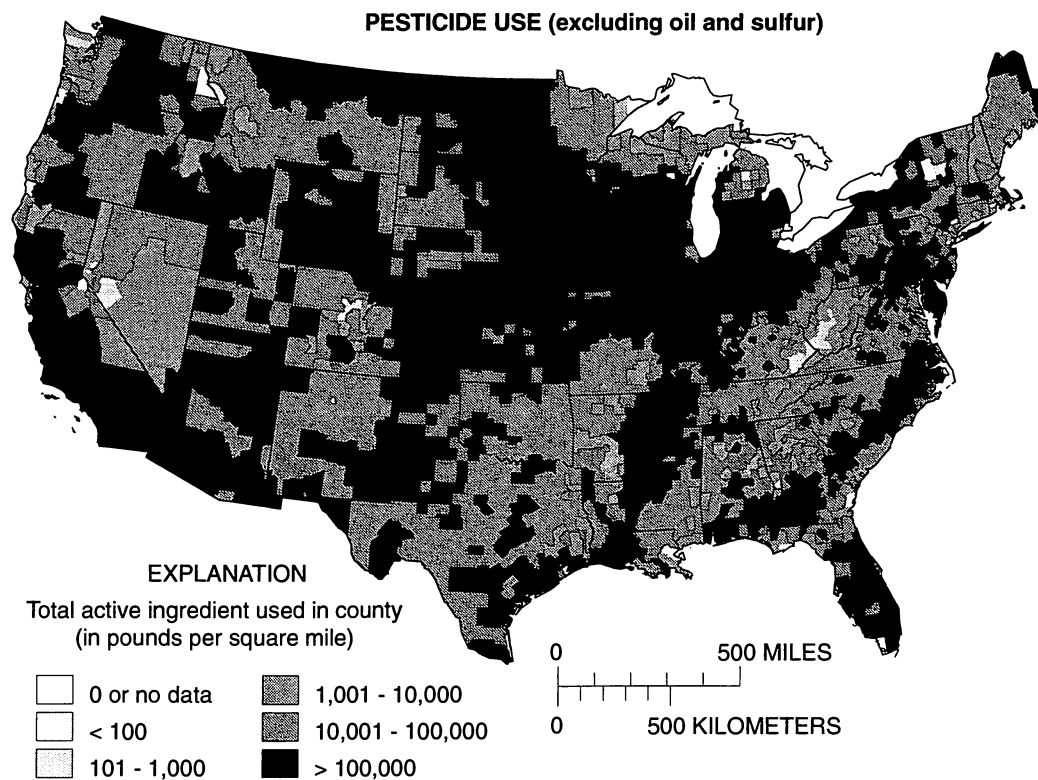 PESTICIDE USE (excluding oil and sulfur)
EXPLANATION
Total active ingredient used in county
(in pounds per square mile)
0 or no data
< 100
101 - 1,000
1,001 - 10,000
10,001 - 100,000
> 100,000
0 500 MILES
0 500 KILOMETERS